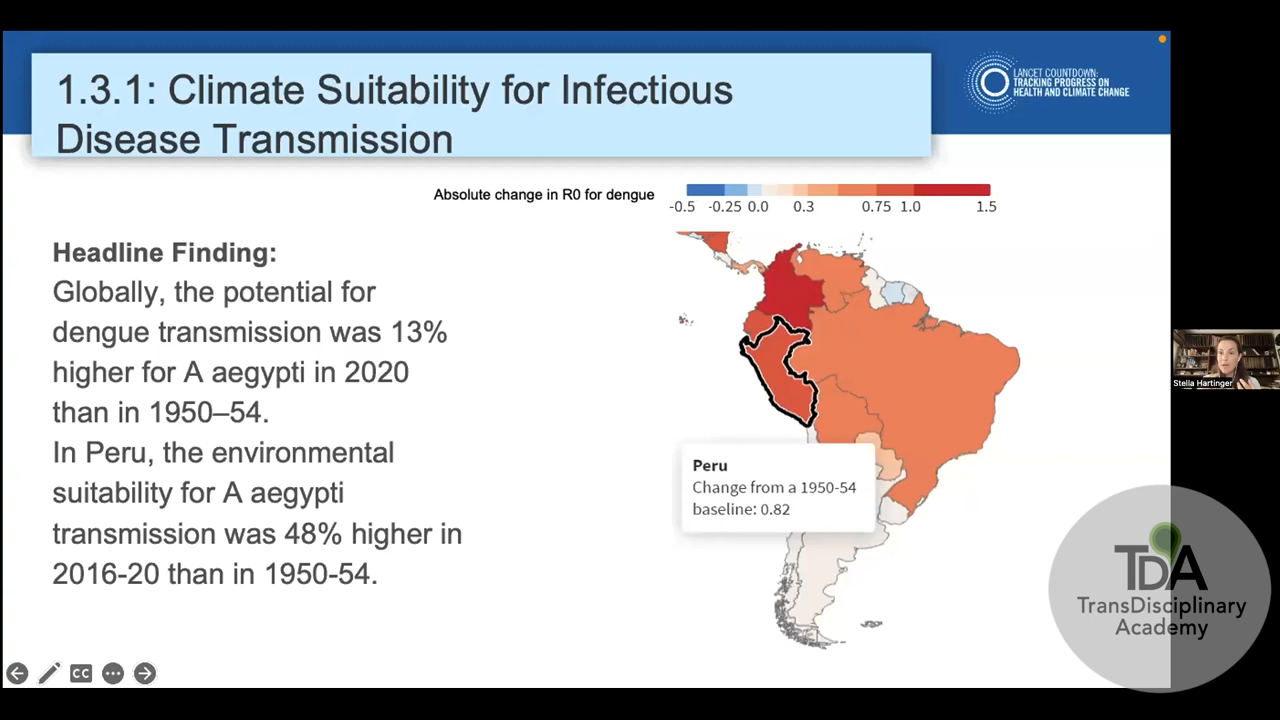 1.3.1: Climate Suitability for Infectious
Disease Transmission
LANCET COUNTDOWN:
TRACKING PROGRESS ON
HEALTH AND CLIMATE CHANGE
Absolute change in R0 for dengue
-0.5 -0.25 0.0 0.3 0.75 1.0 1.5
Headline Finding:
Globally, the potential for
dengue transmission was 13%
higher for A aegypti in 2020
than in 1950–54.
In Peru, the environmental
suitability for A aegypti
transmission was 48% higher in
2016-20 than in 1950-54.
Peru
Change from a 1950-54
baseline: 0.82
Stella Hartinger
TDA
TransDisciplinary
Academy
CC